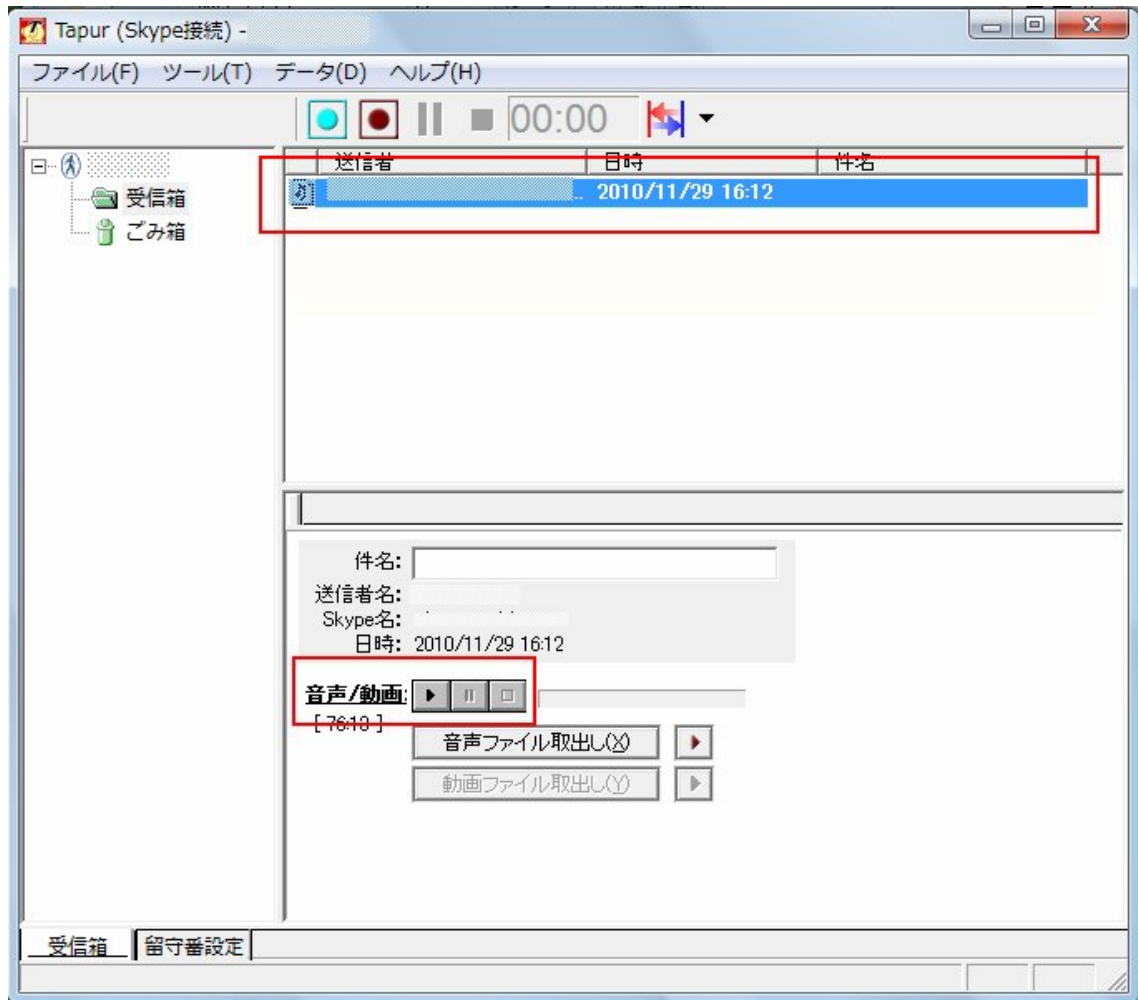 Tapur (Skype接続) -
ファイル(F) ツール(T) データ(D) ヘルプ(H)
00:00
送信者 日時 件名
受信箱
.. 2010/11/29 16:12
ごみ箱
件名:
送信者名:
Skype名:
日時: 2010/11/29 16:12
音声/動画:
[ 76:13 ]
音声ファイル取出し(X)
動画ファイル取出し(Y)
受信箱 留守番設定